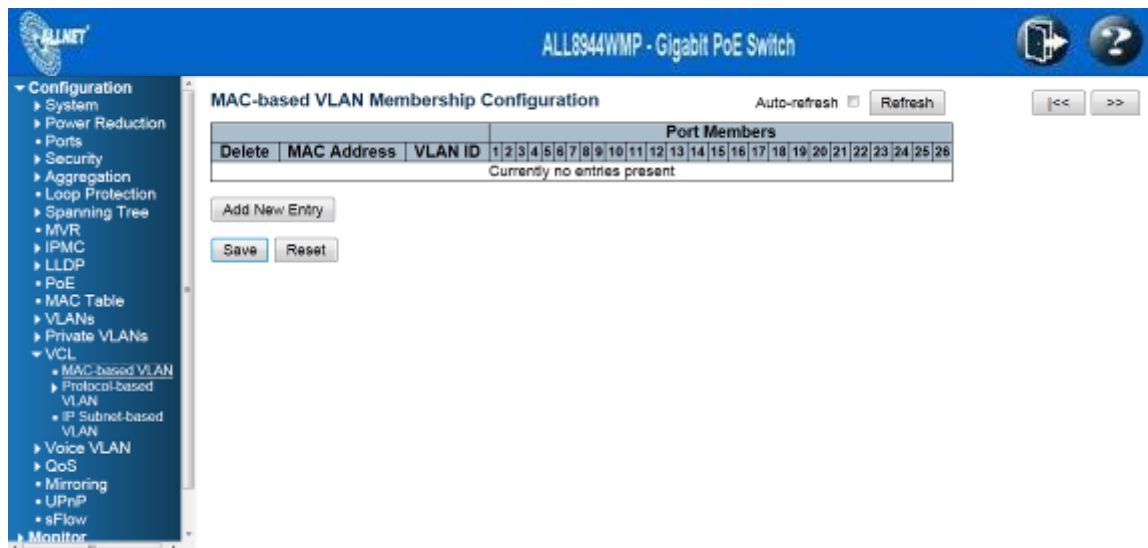 ALLNET
ALL8944WMP - Gigabit PoE Switch
Configuration
System
Power Reduction
Ports
Security
Aggregation
Loop Protection
Spanning Tree
MVR
IPMC
LLDP
PoE
MAC Table
VLANs
Private VLANs
VCL
MAC-based VLAN
Protocol-based
VLAN
IP Subnet-based
VLAN
Voice VLAN
QoS
Mirroring
UPnP
sFlow
Monitor
MAC-based VLAN Membership Configuration
Auto-refresh Refresh |<< >>
Port Members
Delete MAC Address VLAN ID 1 2 3 4 5 6 7 8 9 10 11 12 13 14 15 16 17 18 19 20 21 22 23 24 25 26
Currently no entries present
Add New Entry
Save Reset